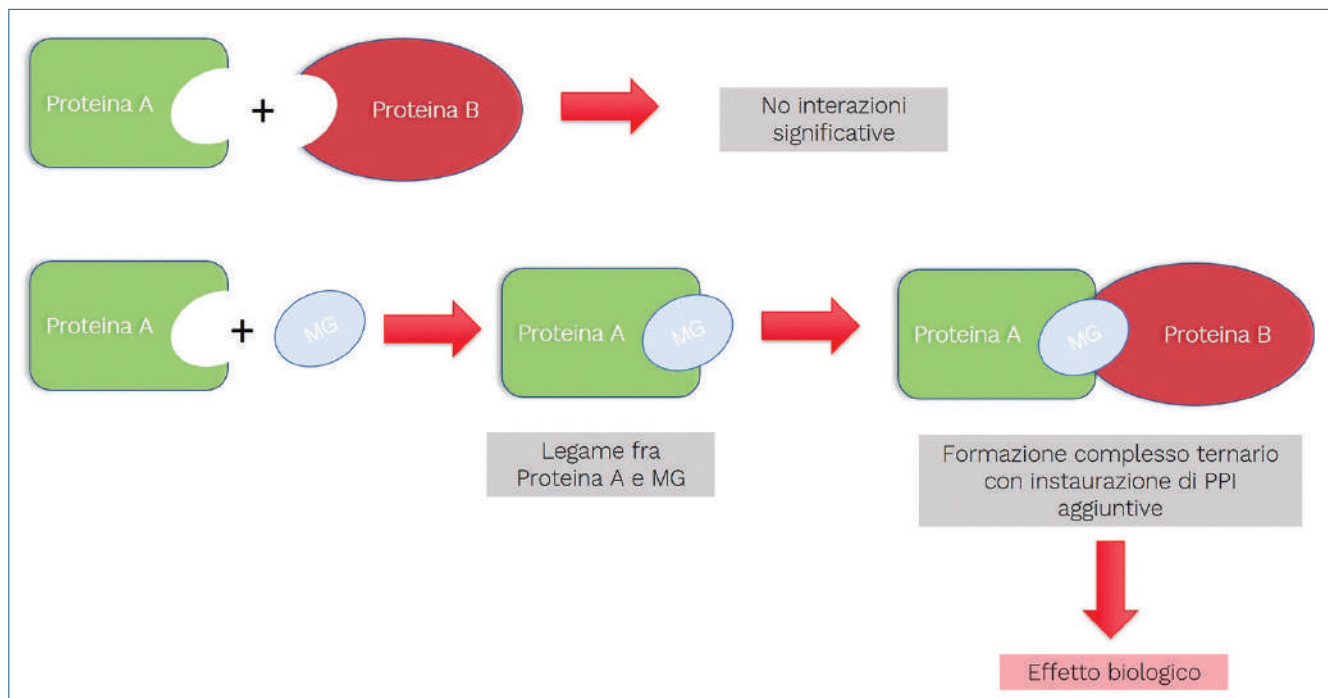 Proteina A
+
Proteina B
No interazioni
significative
Proteina A
+
MG
Proteina A
MG
Proteina A
MG
Proteina B
Legame fra
Proteina A e MG
Formazione complesso ternario
con instaurazione di PPI
aggiuntive
Effetto biologico